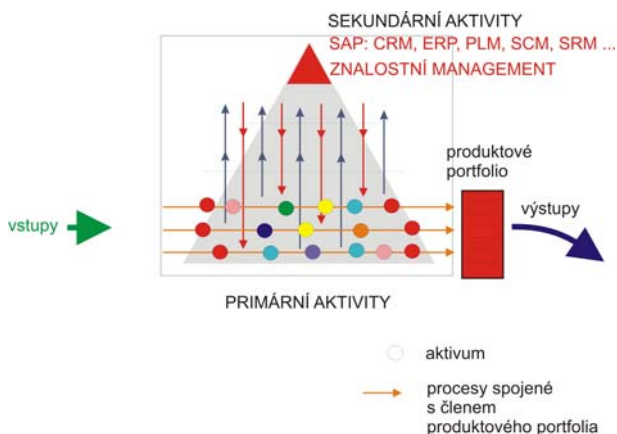 SEKUNDÁRNÍ AKTIVITY
SAP: CRM, ERP, PLM, SCM, SRM ...
ZNALOSTNÍ MANAGEMENT
produktové
portfolio
vstupy
výstupy
PRIMÁRNÍ AKTIVITY
aktivum
procesy spojené
s členem
produktového portfolia